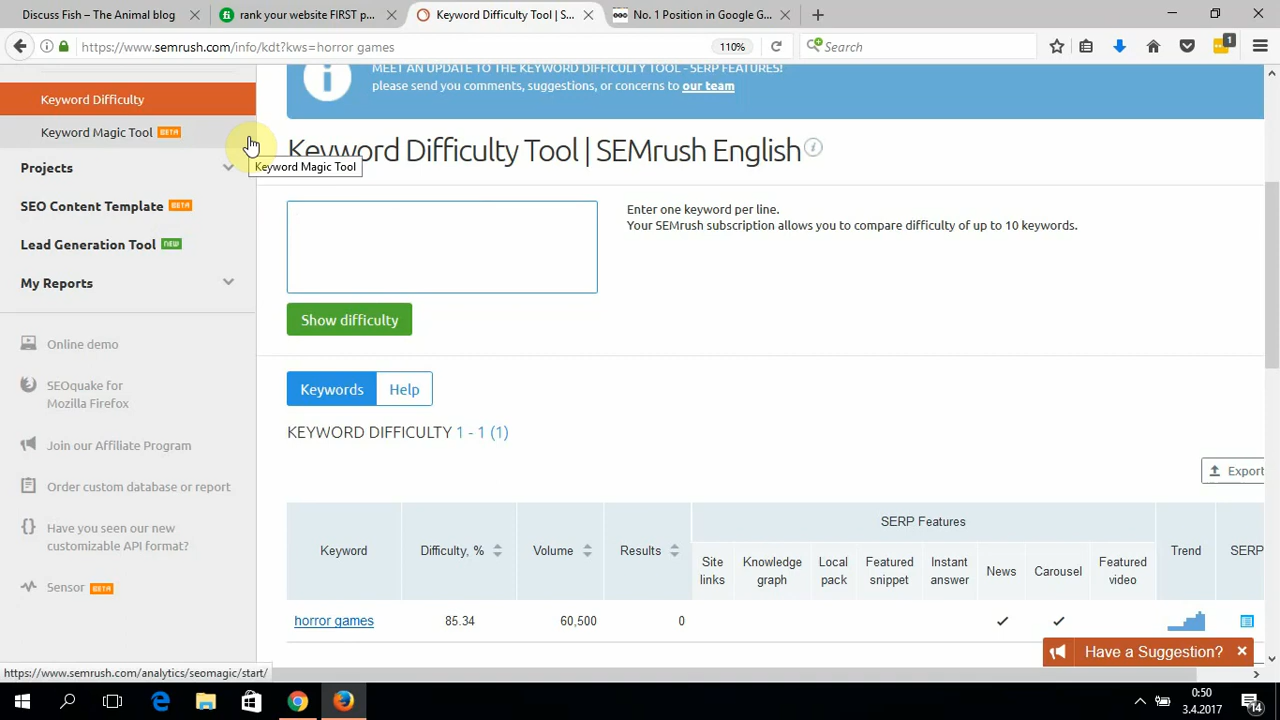 Discuss Fish – The Animal blog
rank your website FIRST p...
Keyword Difficulty Tool | S...
No. 1 Position in Google G...
https://www.semrush.com/info/kdt?kws=horror games
110%
Search
1
MEET AN UPDATE TO THE KEYWORD DIFFICULTY TOOL - SERP FEATURES!
please send you comments, suggestions, or concerns to our team
Keyword Difficulty
Keyword Magic Tool BETA
Keyword Magic Tool
Projects
SEO Content Template BETA
Lead Generation Tool NEW
My Reports
Online demo
SEOquake for
Mozilla Firefox
Join our Affiliate Program
Order custom database or report
Have you seen our new
customizable API format?
Sensor BETA
Keyword Difficulty Tool | SEMrush English
Enter one keyword per line.
Your SEMrush subscription allows you to compare difficulty of up to 10 keywords.
Show difficulty
Keywords Help
KEYWORD DIFFICULTY 1 - 1 (1)
Export
SERP Features
Keyword Difficulty, % Volume Results
Site
links
Knowledge
graph
Local
pack
Featured
snippet
Instant
answer
News
Carousel
Featured
video
Trend
SERP
horror games 85.34 60,500 0
Have a Suggestion?
https://www.semrush.com/analytics/seomagic/start/
0:50
3.4.2017
14